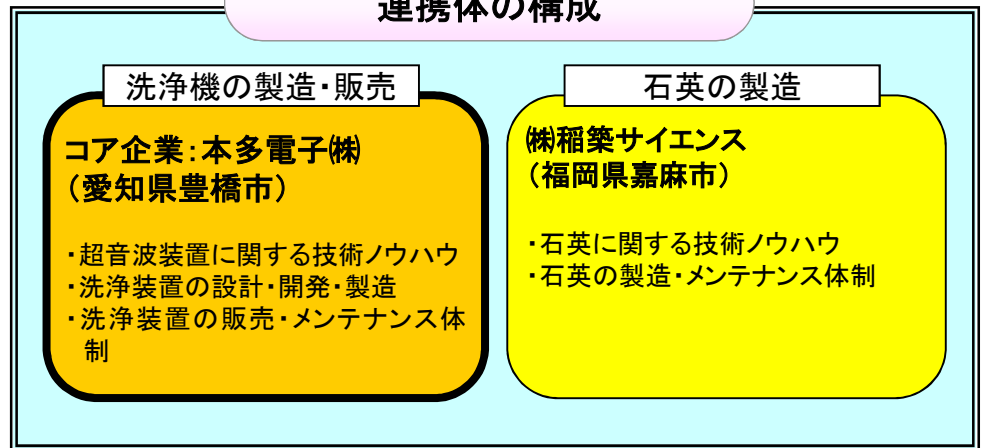 連携体の構成
洗浄機の製造・販売
コア企業：本多電子㈱
（愛知県豊橋市）
・超音波装置に関する技術ノウハウ
・洗浄装置の設計・開発・製造
・洗浄装置の販売・メンテナンス体
制
石英の製造
㈱稲築サイエンス
（福岡県嘉麻市）
・石英に関する技術ノウハウ
・石英の製造・メンテナンス体制